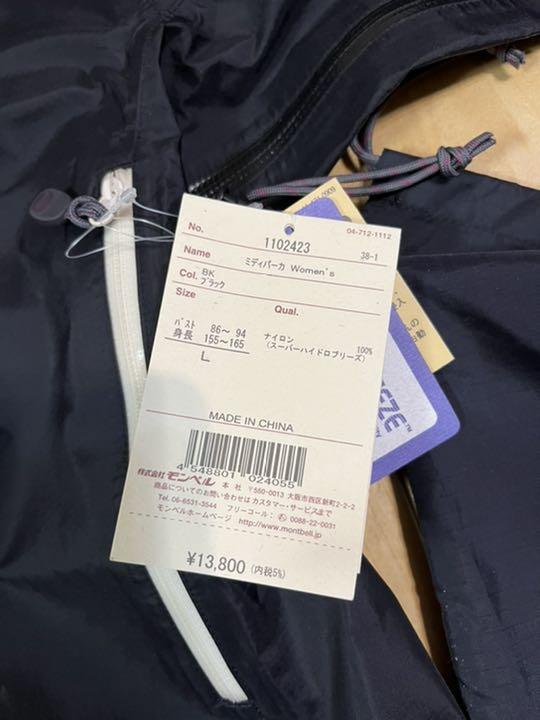 04-712-1112
No. 1102423
38-1
Name ミディパーカ Women's
Col. BK
ブラック
Size
Qual.
バスト 86～ 94
身長 155～165
L
ナイロン 100%
(スーパーハイドロブリーズ)
MADE IN CHINA
4 548801 024055
株式会社 モンベル 本 社 〒550-0013 大阪市西区新町2-2-2
商品についてのお問い合わせは カスタマー・サービスまで
Tel. 06-6531-3544 フリーコール: 0088-22-0031
モンベルホームページ http://www.montbell.jp
¥13,800 (内税5%)
EZE™